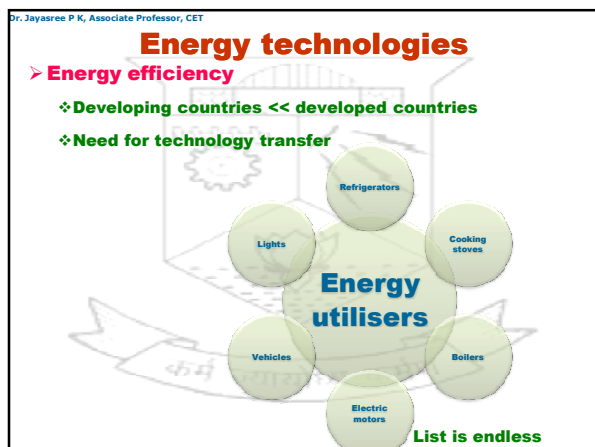 Dr. Jayasree P K, Associate Professor, CET
Energy technologies
➢ Energy efficiency
❖Developing countries << developed countries
❖Need for technology transfer
Refrigerators
Lights
Cooking
stoves
Energy
utilisers
Vehicles
Boilers
Electric
motors
List is endless
कर्म